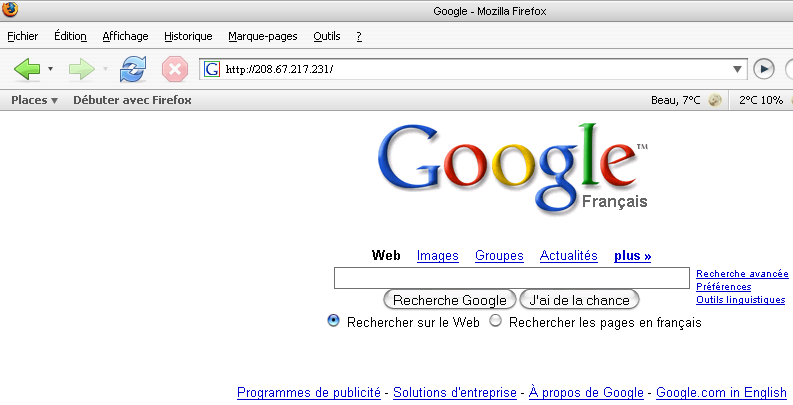 Google - Mozilla Firefox
Fichier Édition Affichage Historique Marque-pages Outils ?
G http://208.67.217.231/
Places Débuter avec Firefox Beau, 7°C 2°C 10%
Google™
Français
Web Images Groupes Actualités plus »
Recherche avancée
Préférences
Recherche Google J'ai de la chance Outils linguistiques
Rechercher sur le Web Rechercher les pages en français
Programmes de publicité - Solutions d'entreprise - À propos de Google - Google.com in English